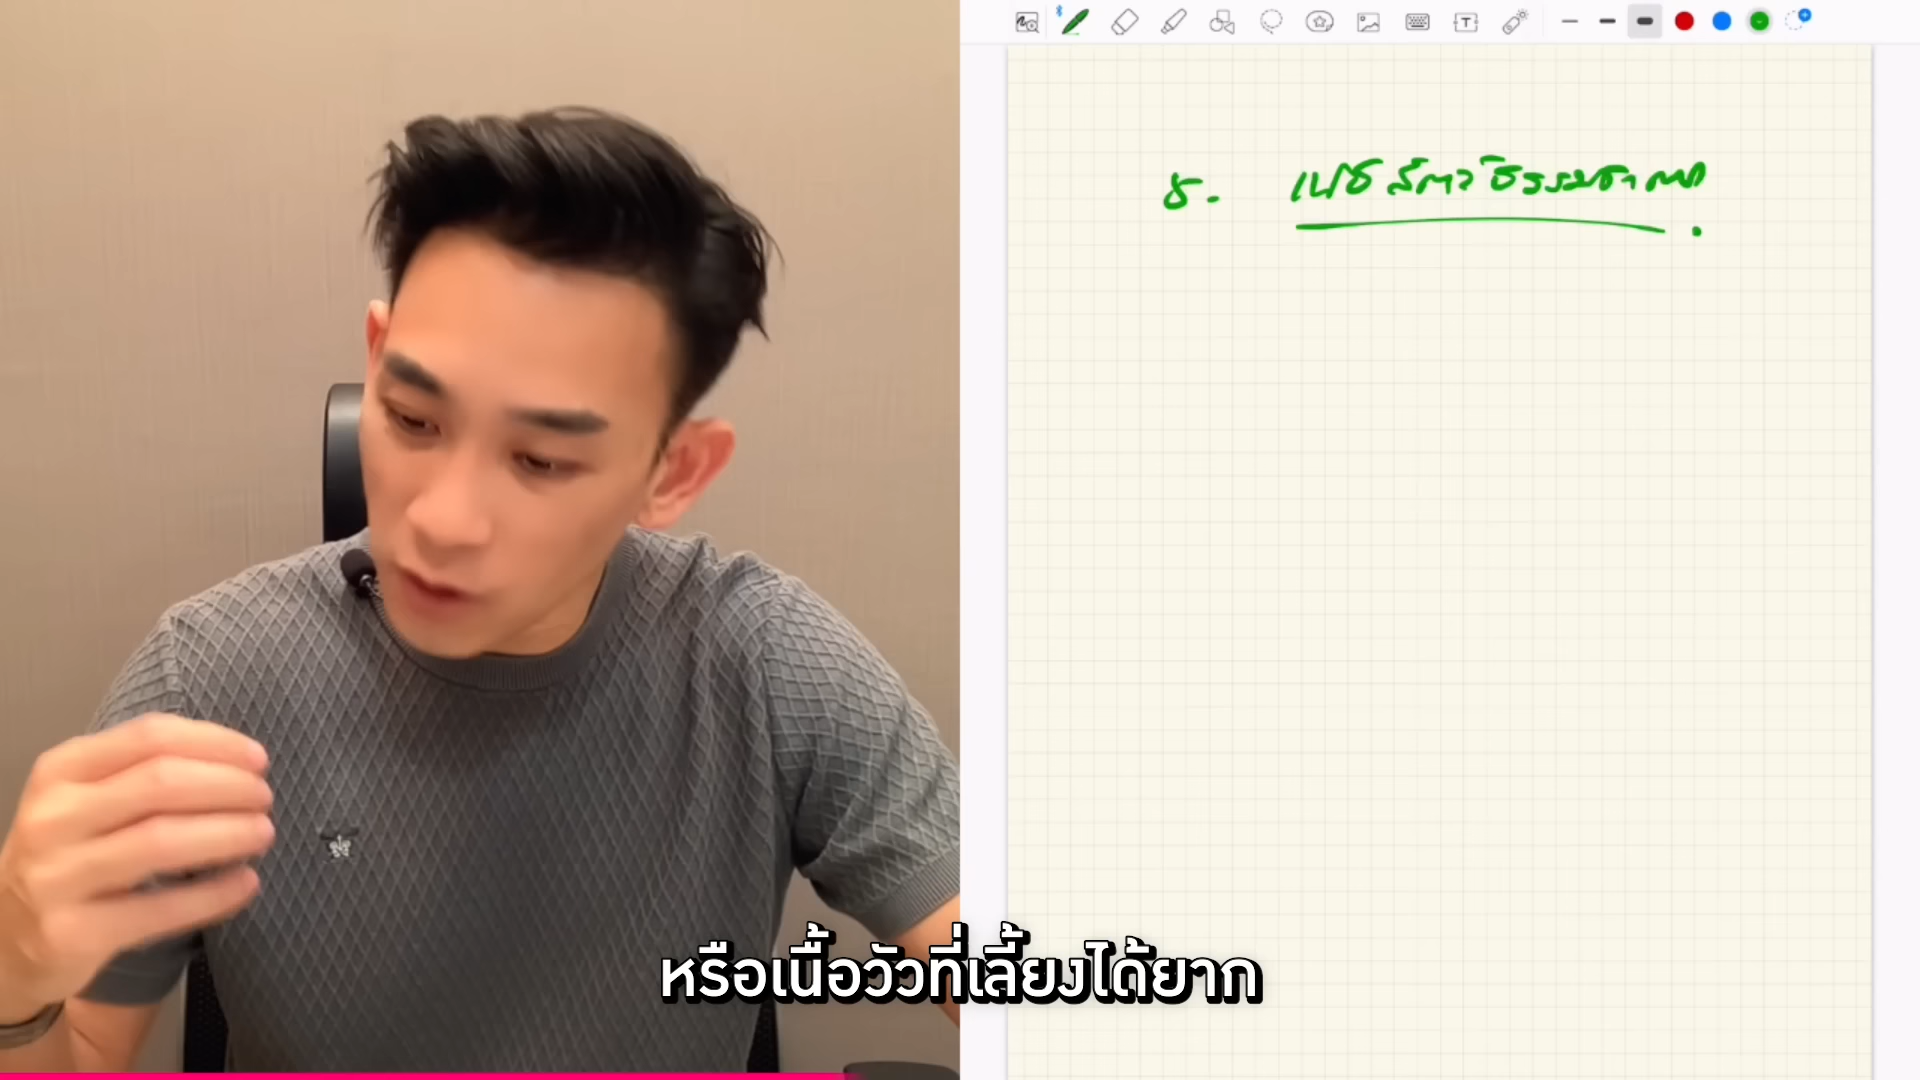 8. เนื้อสัตว์ธรรมชาติ
หรือเนื้อวัวที่เลี้ยงได้ยาก